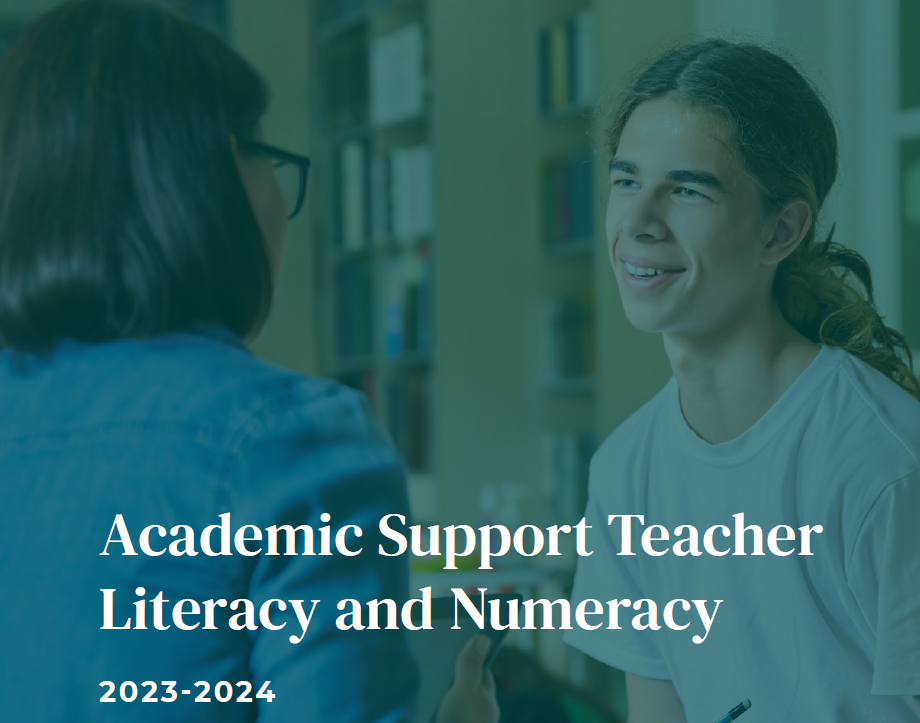 Academic Support Teacher
Literacy and Numeracy
2023-2024